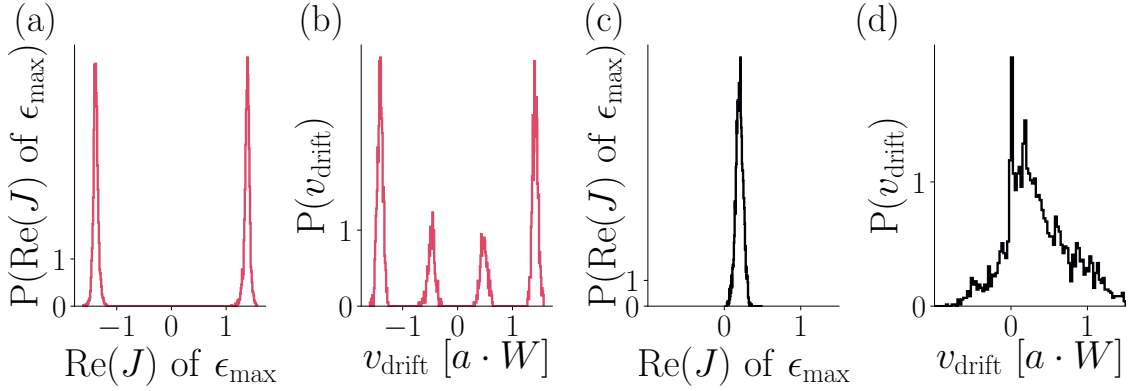 (a)
P(Re(J) of ϵmax)
1
0
−1
0
1
Re(J) of ϵmax
(b)
P(vdrift)
1
0
−1
0
1
vdrift [a · W]
(c)
P(Re(J) of ϵmax)
1
0
0
1
Re(J) of ϵmax
(d)
P(vdrift)
1
0
0
1
vdrift [a · W]